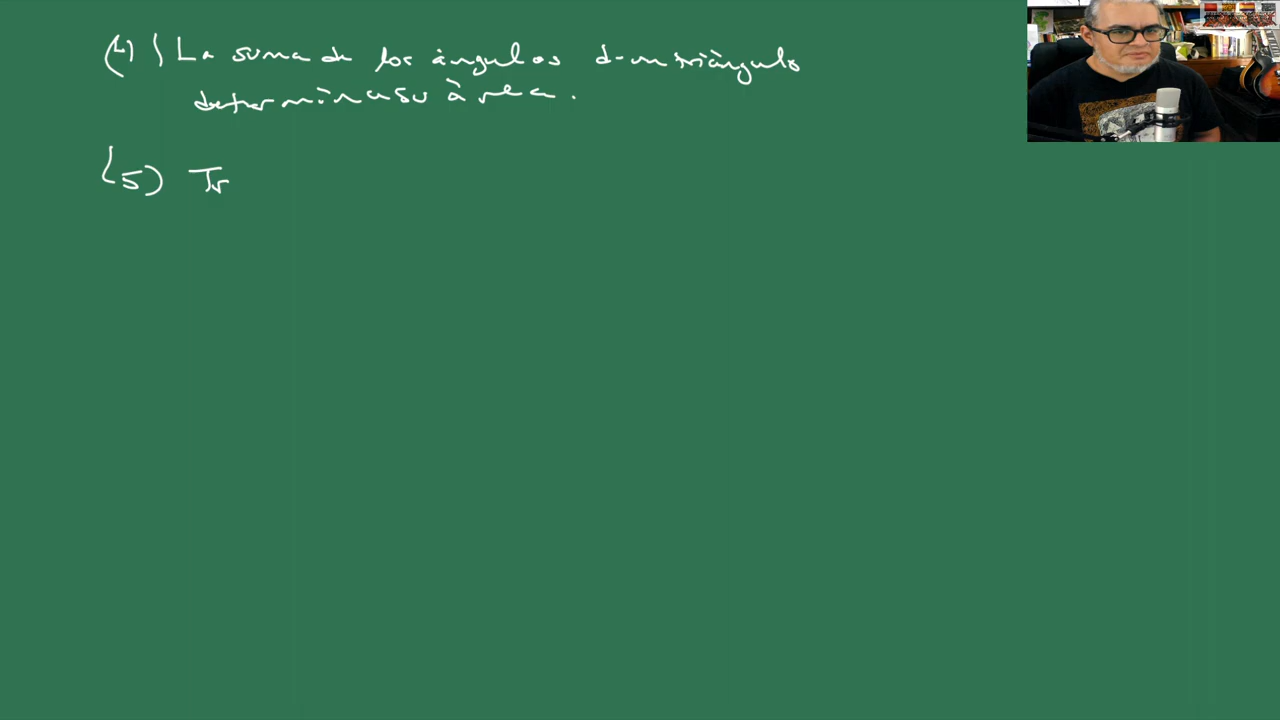 (4) La suma de los ángulos de un triángulo
determina su área.
(5) Tr